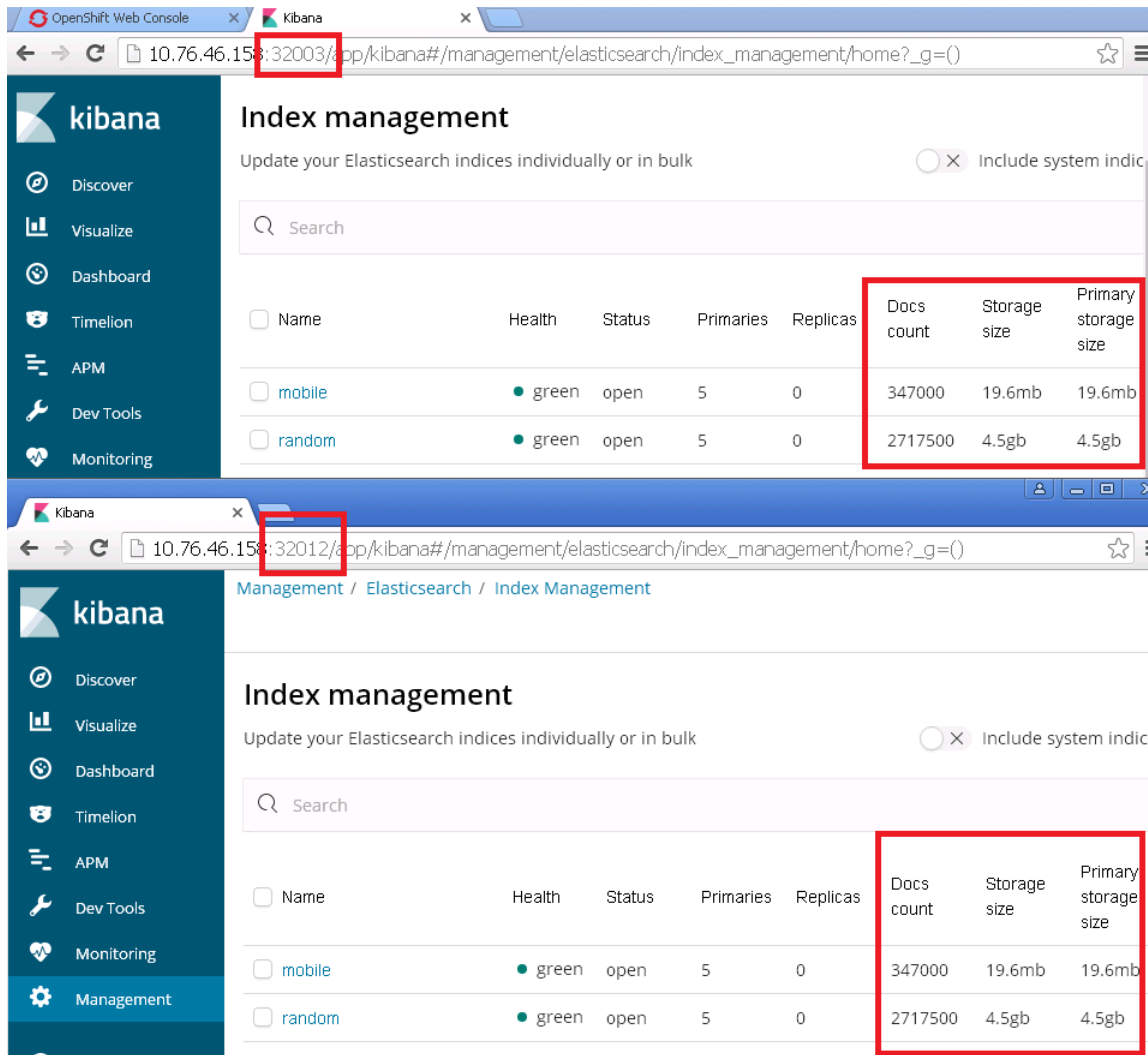 OpenShift Web Console
Kibana
10.76.46.158:32003/app/kibana#/management/elasticsearch/index_management/home?_g=()
kibana
Index management
Update your Elasticsearch indices individually or in bulk
Include system indic
Discover
Visualize
Search
Dashboard
Timelion
APM
Dev Tools
Monitoring
Name Health Status Primaries Replicas Docs count Storage size Primary storage size
mobile green open 5 0 347000 19.6mb 19.6mb
random green open 5 0 2717500 4.5gb 4.5gb
Kibana
10.76.46.158:32012/app/kibana#/management/elasticsearch/index_management/home?_g=()
Management / Elasticsearch / Index Management
kibana
Index management
Update your Elasticsearch indices individually or in bulk
Include system indic
Discover
Visualize
Dashboard
Search
Timelion
APM
Dev Tools
Monitoring
Management
Name Health Status Primaries Replicas Docs count Storage size Primary storage size
mobile green open 5 0 347000 19.6mb 19.6mb
random green open 5 0 2717500 4.5gb 4.5gb